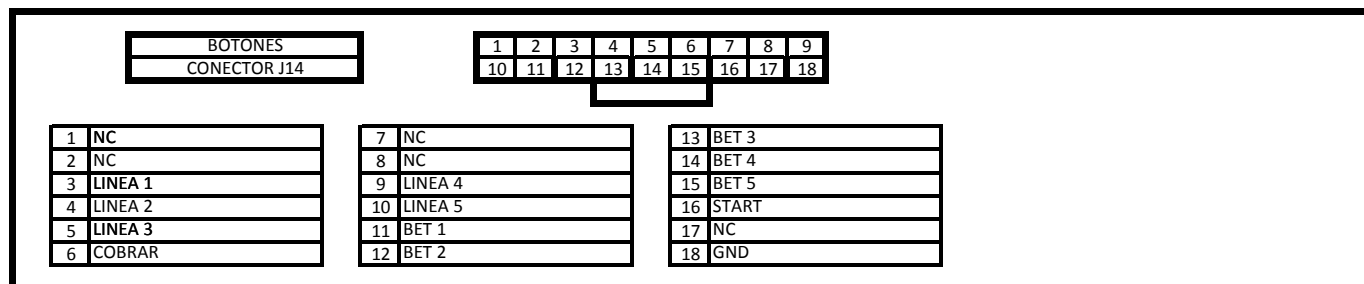 BOTONES
CONECTOR J14
1 2 3 4 5 6 7 8 9
10 11 12 13 14 15 16 17 18
1 NC
2 NC
3 LINEA 1
4 LINEA 2
5 LINEA 3
6 COBRAR
7 NC
8 NC
9 LINEA 4
10 LINEA 5
11 BET 1
12 BET 2
13 BET 3
14 BET 4
15 BET 5
16 START
17 NC
18 GND